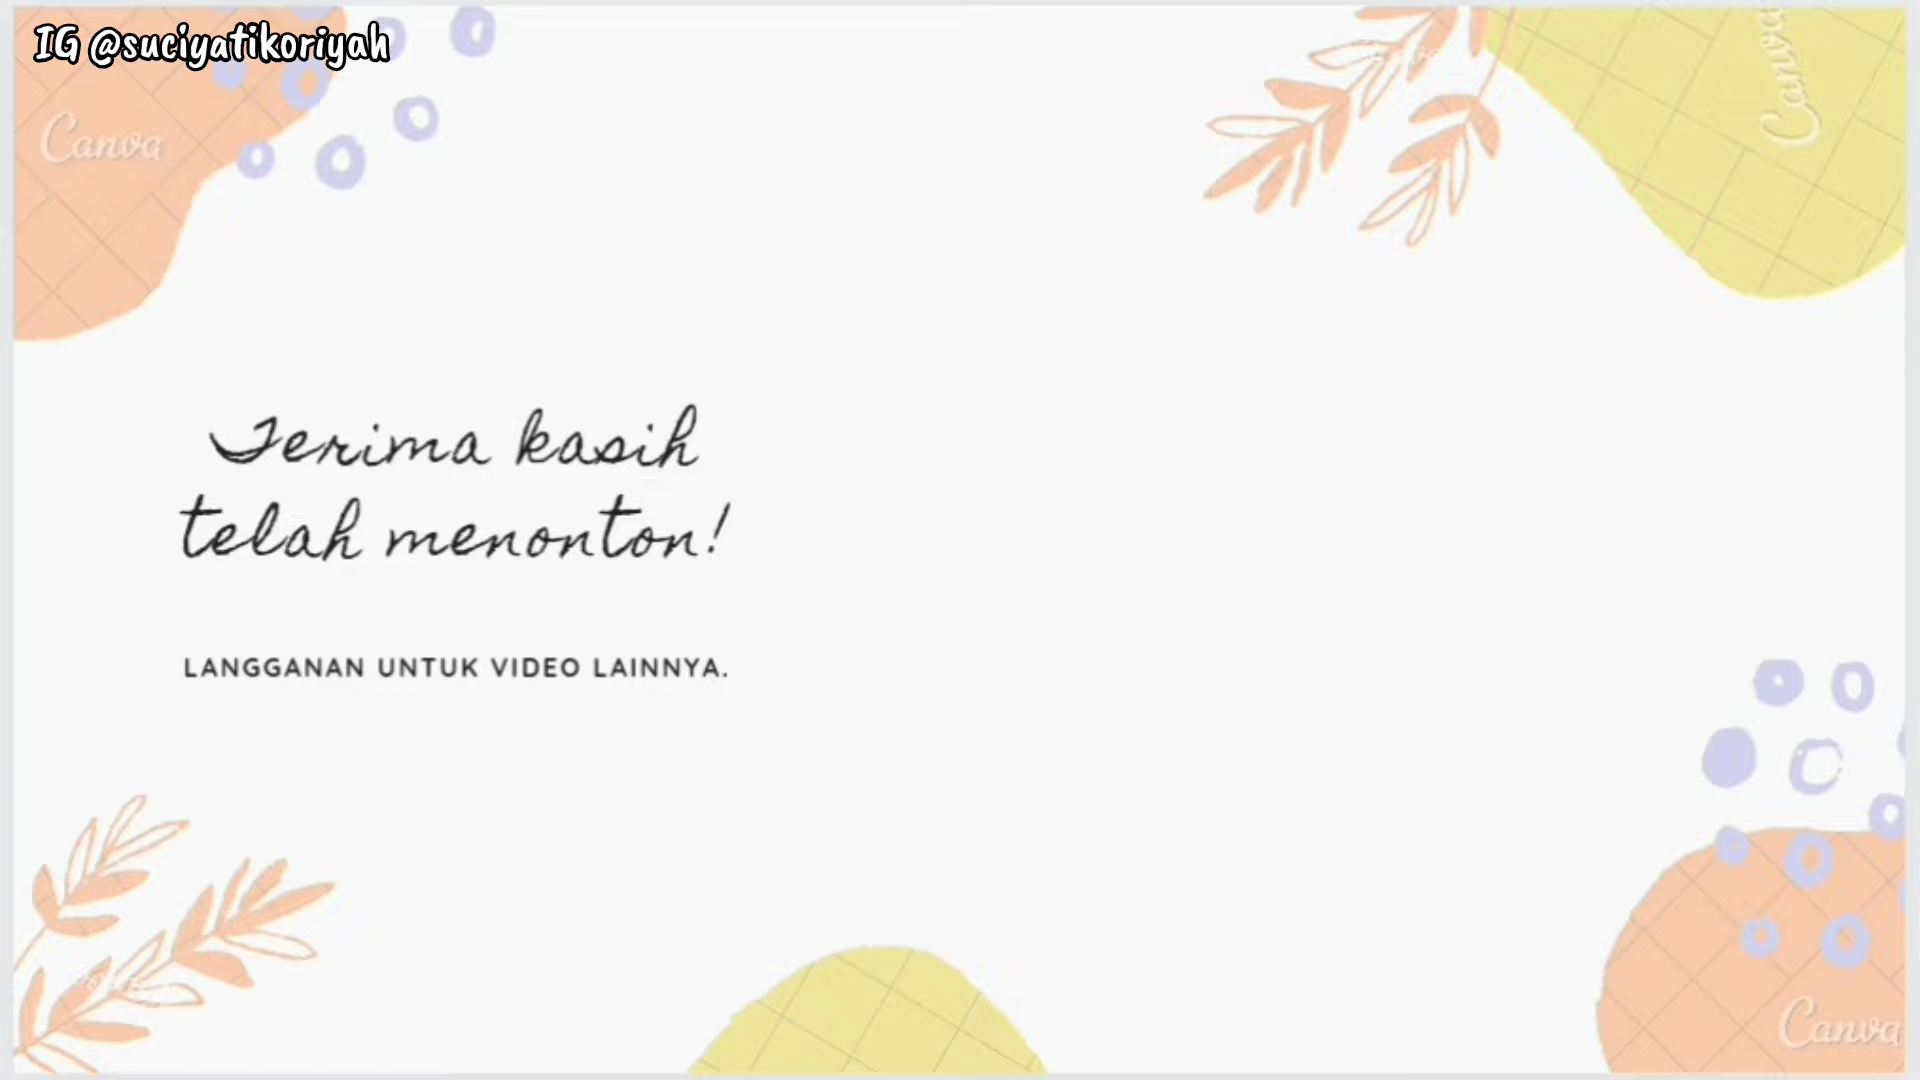 IG @suciyatikoriyah
Canva
Canva
Terima kasih
telah menonton!
LANGGANAN UNTUK VIDEO LAINNYA.
Canva